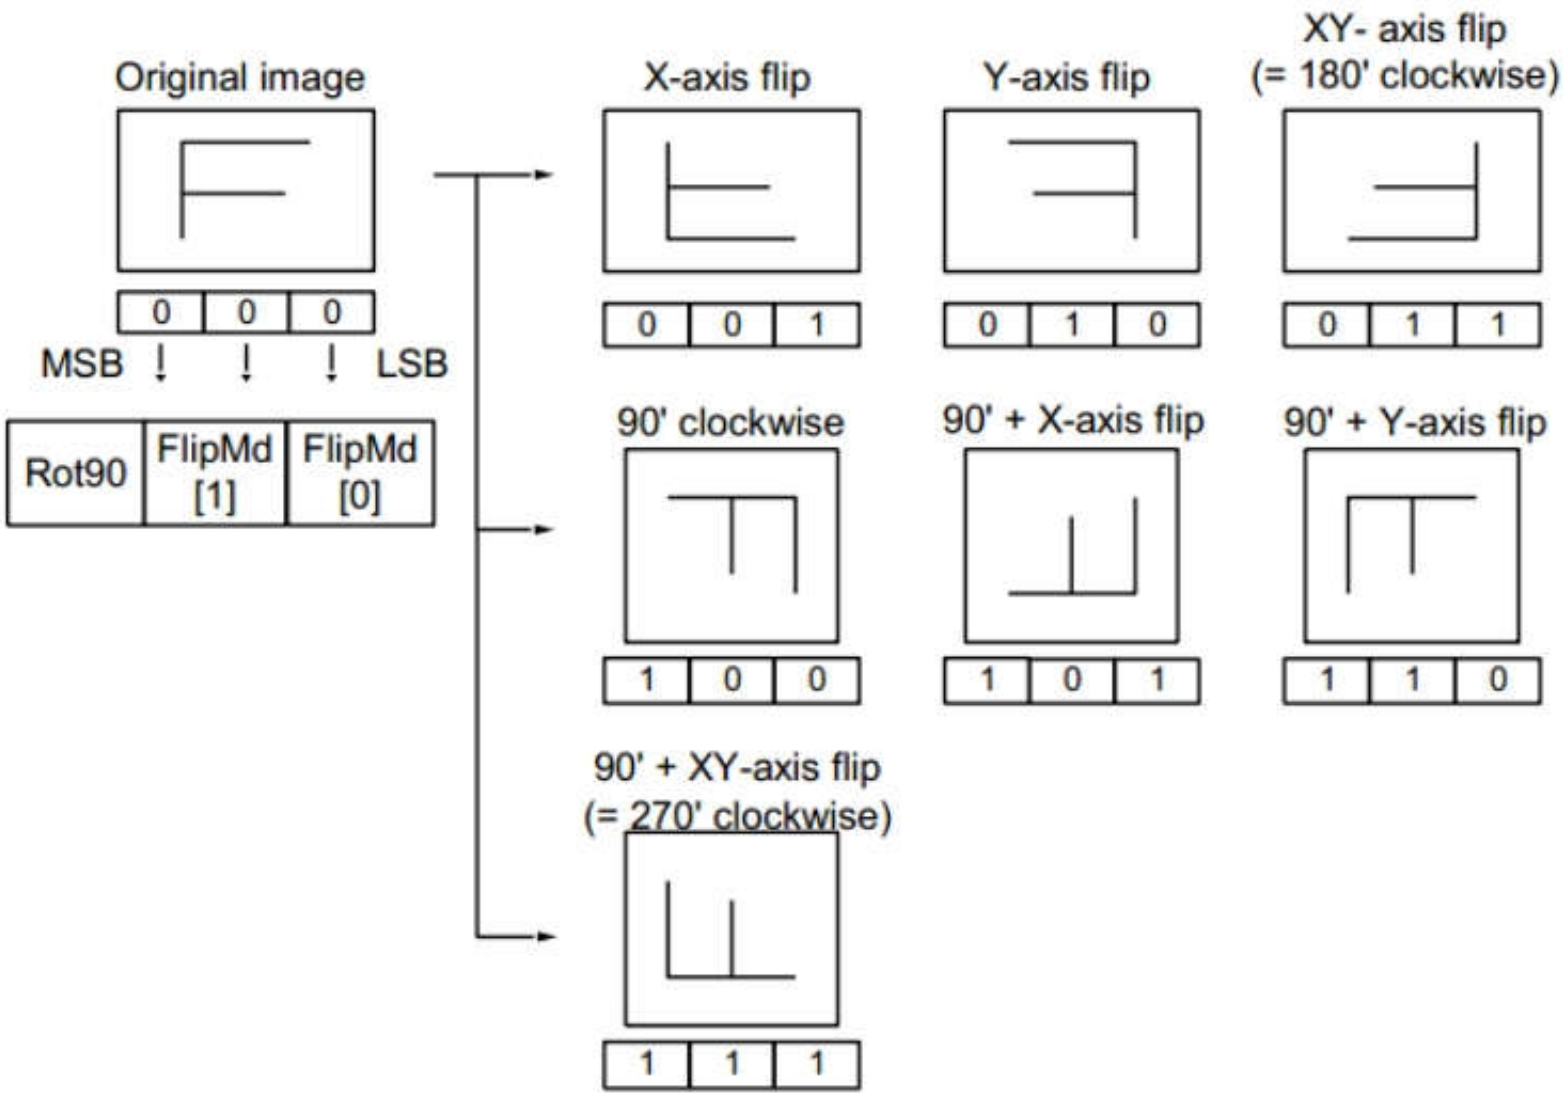 Original image
0 0 0
MSB LSB
Rot90
FlipMd
[1]
FlipMd
[0]
X-axis flip
0 0 1
Y-axis flip
0 1 0
XY- axis flip
(= 180' clockwise)
0 1 1
90' clockwise
1 0 0
90' + X-axis flip
1 0 1
90' + Y-axis flip
1 1 0
90' + XY-axis flip
(= 270' clockwise)
1 1 1